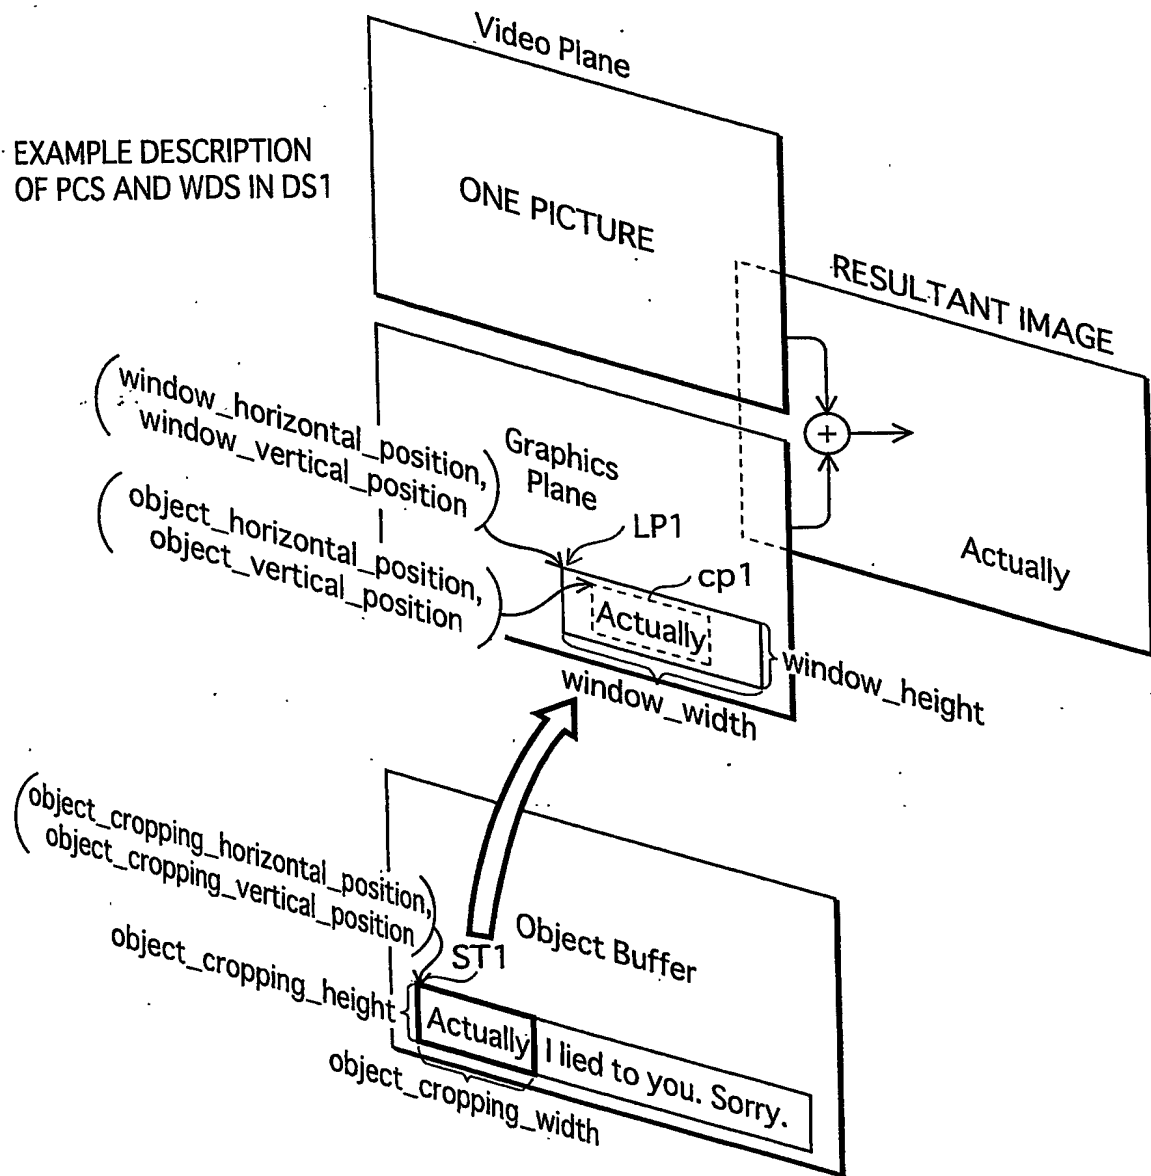 Video Plane
EXAMPLE DESCRIPTION
OF PCS AND WDS IN DS1
ONE PICTURE
RESULTANT IMAGE
(window_horizontal_position,
window_vertical_position)
Graphics
Plane
(object_horizontal_position,
object_vertical_position)
LP1
+
cp1
Actually
Actually
window_height
window_width
(object_cropping_horizontal_position,
object_cropping_vertical_position)
Object Buffer
ST1
object_cropping_height
Actually I lied to you. Sorry.
object_cropping_width